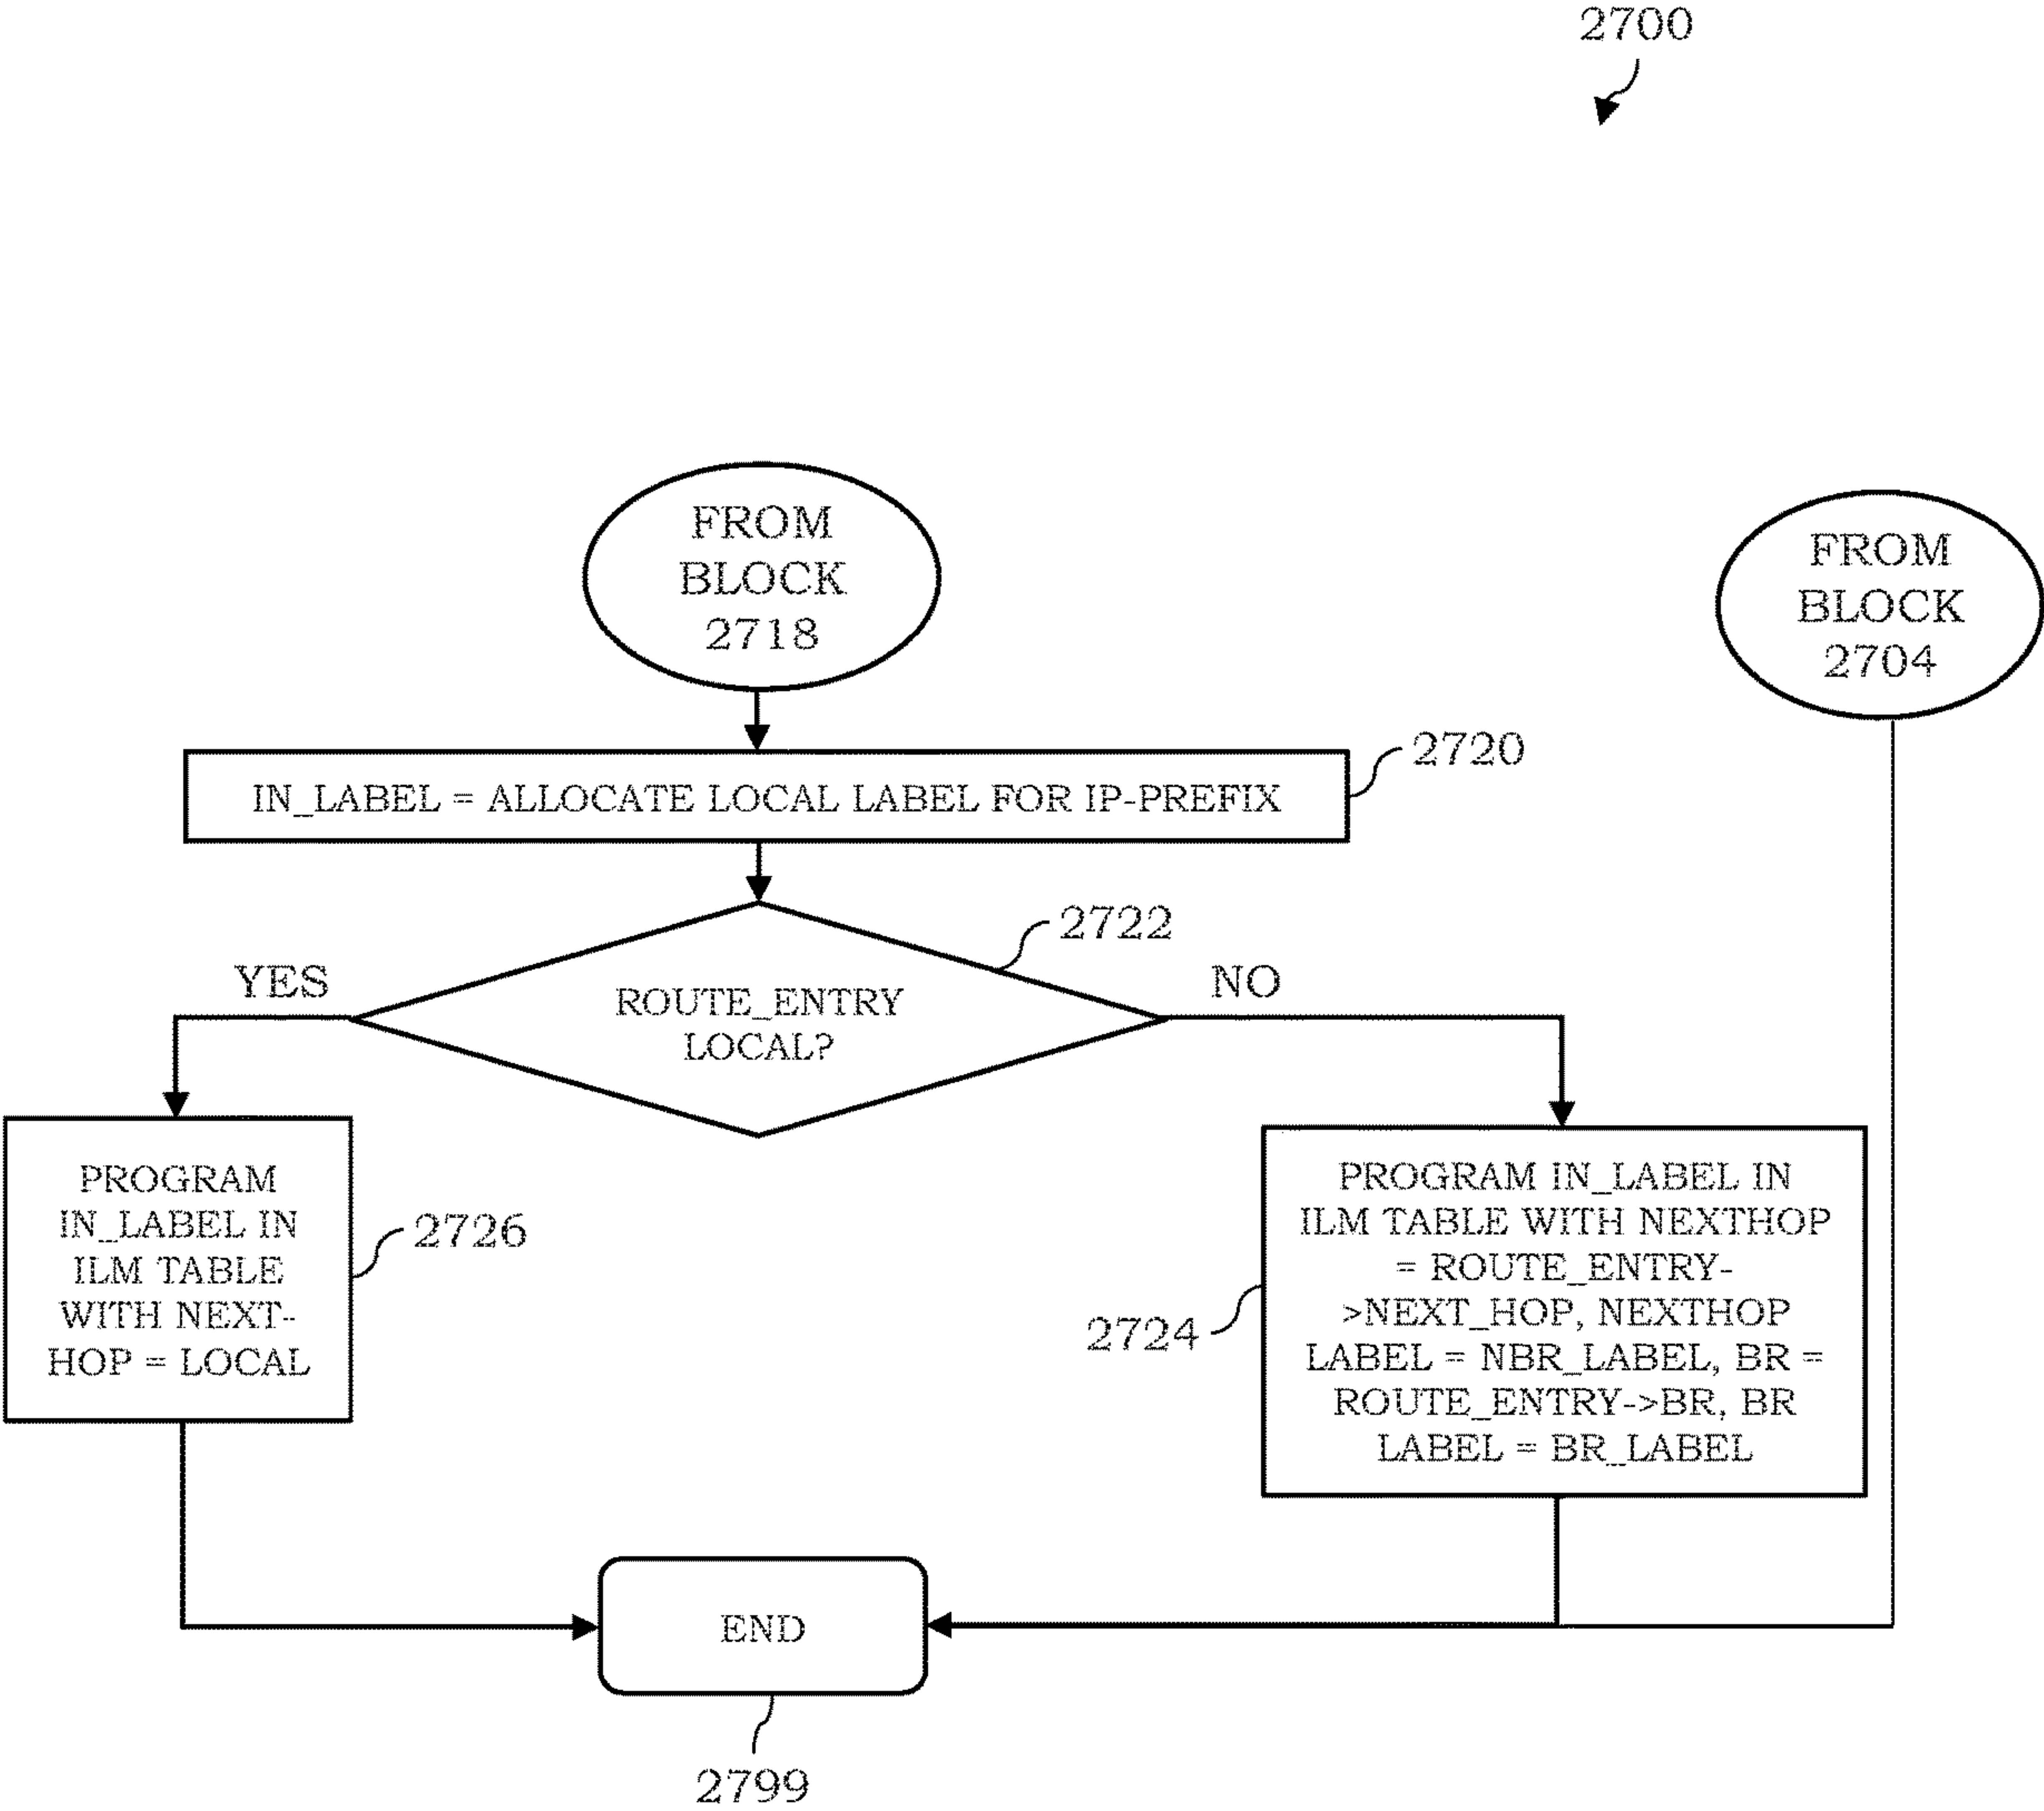 2700
FROM
BLOCK
2718
FROM
BLOCK
2704
2720
IN_LABEL = ALLOCATE LOCAL LABEL FOR IP-PREFIX
2722
YES
NO
ROUTE_ENTRY
LOCAL?
PROGRAM
IN_LABEL IN
ILM TABLE
WITH NEXT-
HOP = LOCAL
2726
PROGRAM IN_LABEL IN
ILM TABLE WITH NEXTHOP
= ROUTE_ENTRY-
>NEXT_HOP, NEXTHOP
LABEL = NBR_LABEL, BR =
ROUTE_ENTRY->BR, BR
LABEL = BR_LABEL
2724
END
2799